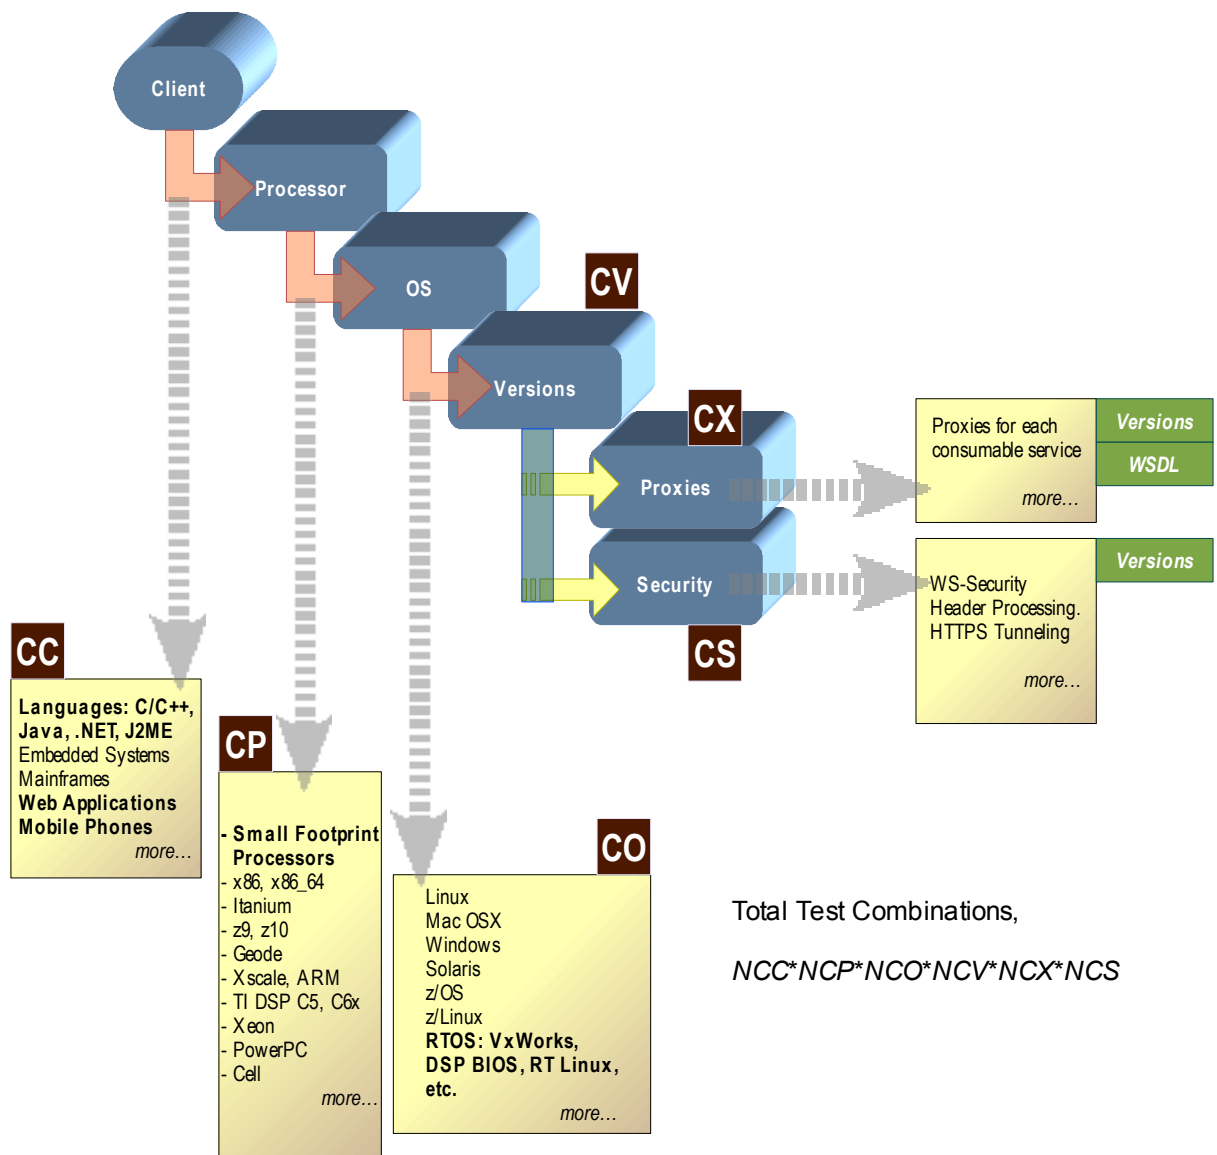 Client
Processor
OS
CV
Versions
CX
Proxies
Security
CS
Proxies for each
consumable service
more...
Versions
WSDL
WS-Security
Header Processing.
HTTPS Tunneling
more...
Versions
CC
Languages: C/C++,
Java, .NET, J2ME
Embedded Systems
Mainframes
Web Applications
Mobile Phones
more...
CP
- Small Footprint
Processors
- x86, x86_64
- Itanium
- z9, z10
- Geode
- Xscale, ARM
- TI DSP C5, C6x
- Xeon
- PowerPC
- Cell
more...
CO
Linux
Mac OSX
Windows
Solaris
z/OS
z/Linux
RTOS: VxWorks,
DSP BIOS, RT Linux,
etc.
more...
Total Test Combinations,
NCC*NCP*NCO*NCV*NCX*NCS